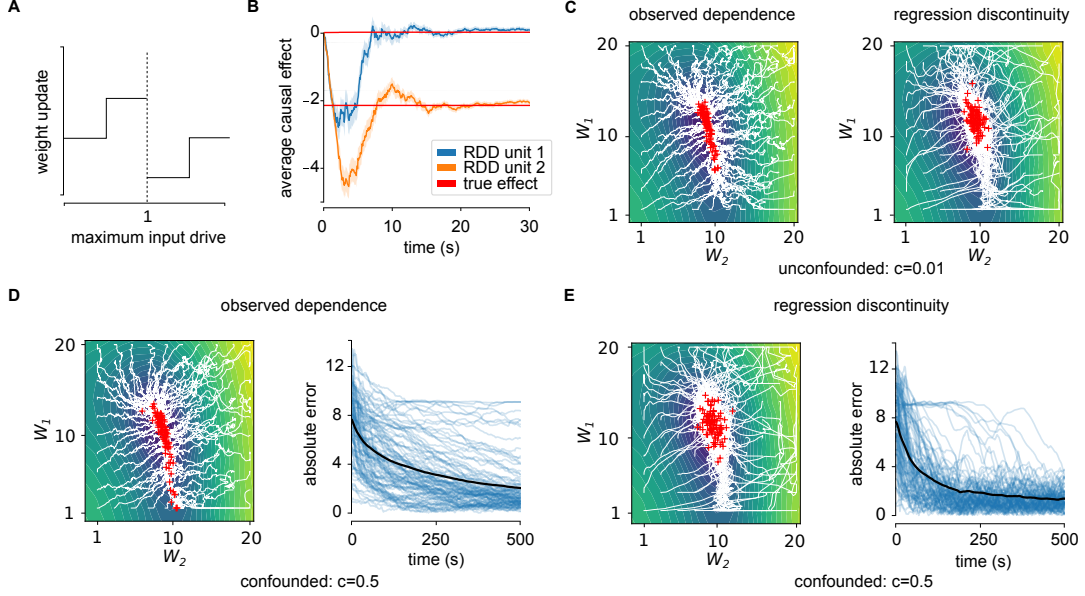 A
weight update
1
maximum input drive
B
average causal effect
0
−2
−4
RDD unit 1
RDD unit 2
true effect
0 10 20 30
time (s)
C
observed dependence
regression discontinuity
W1
20
10
1
1 10 20
W2
W1
20
10
1
1 10 20
W2
unconfounded: c=0.01
D
observed dependence
W1
20
10
1
1 10 20
W2
absolute error
12
8
4
0
0 250 500
time (s)
confounded: c=0.5
E
regression discontinuity
W1
20
10
1
1 10 20
W2
absolute error
12
8
4
0
0 250 500
time (s)
confounded: c=0.5